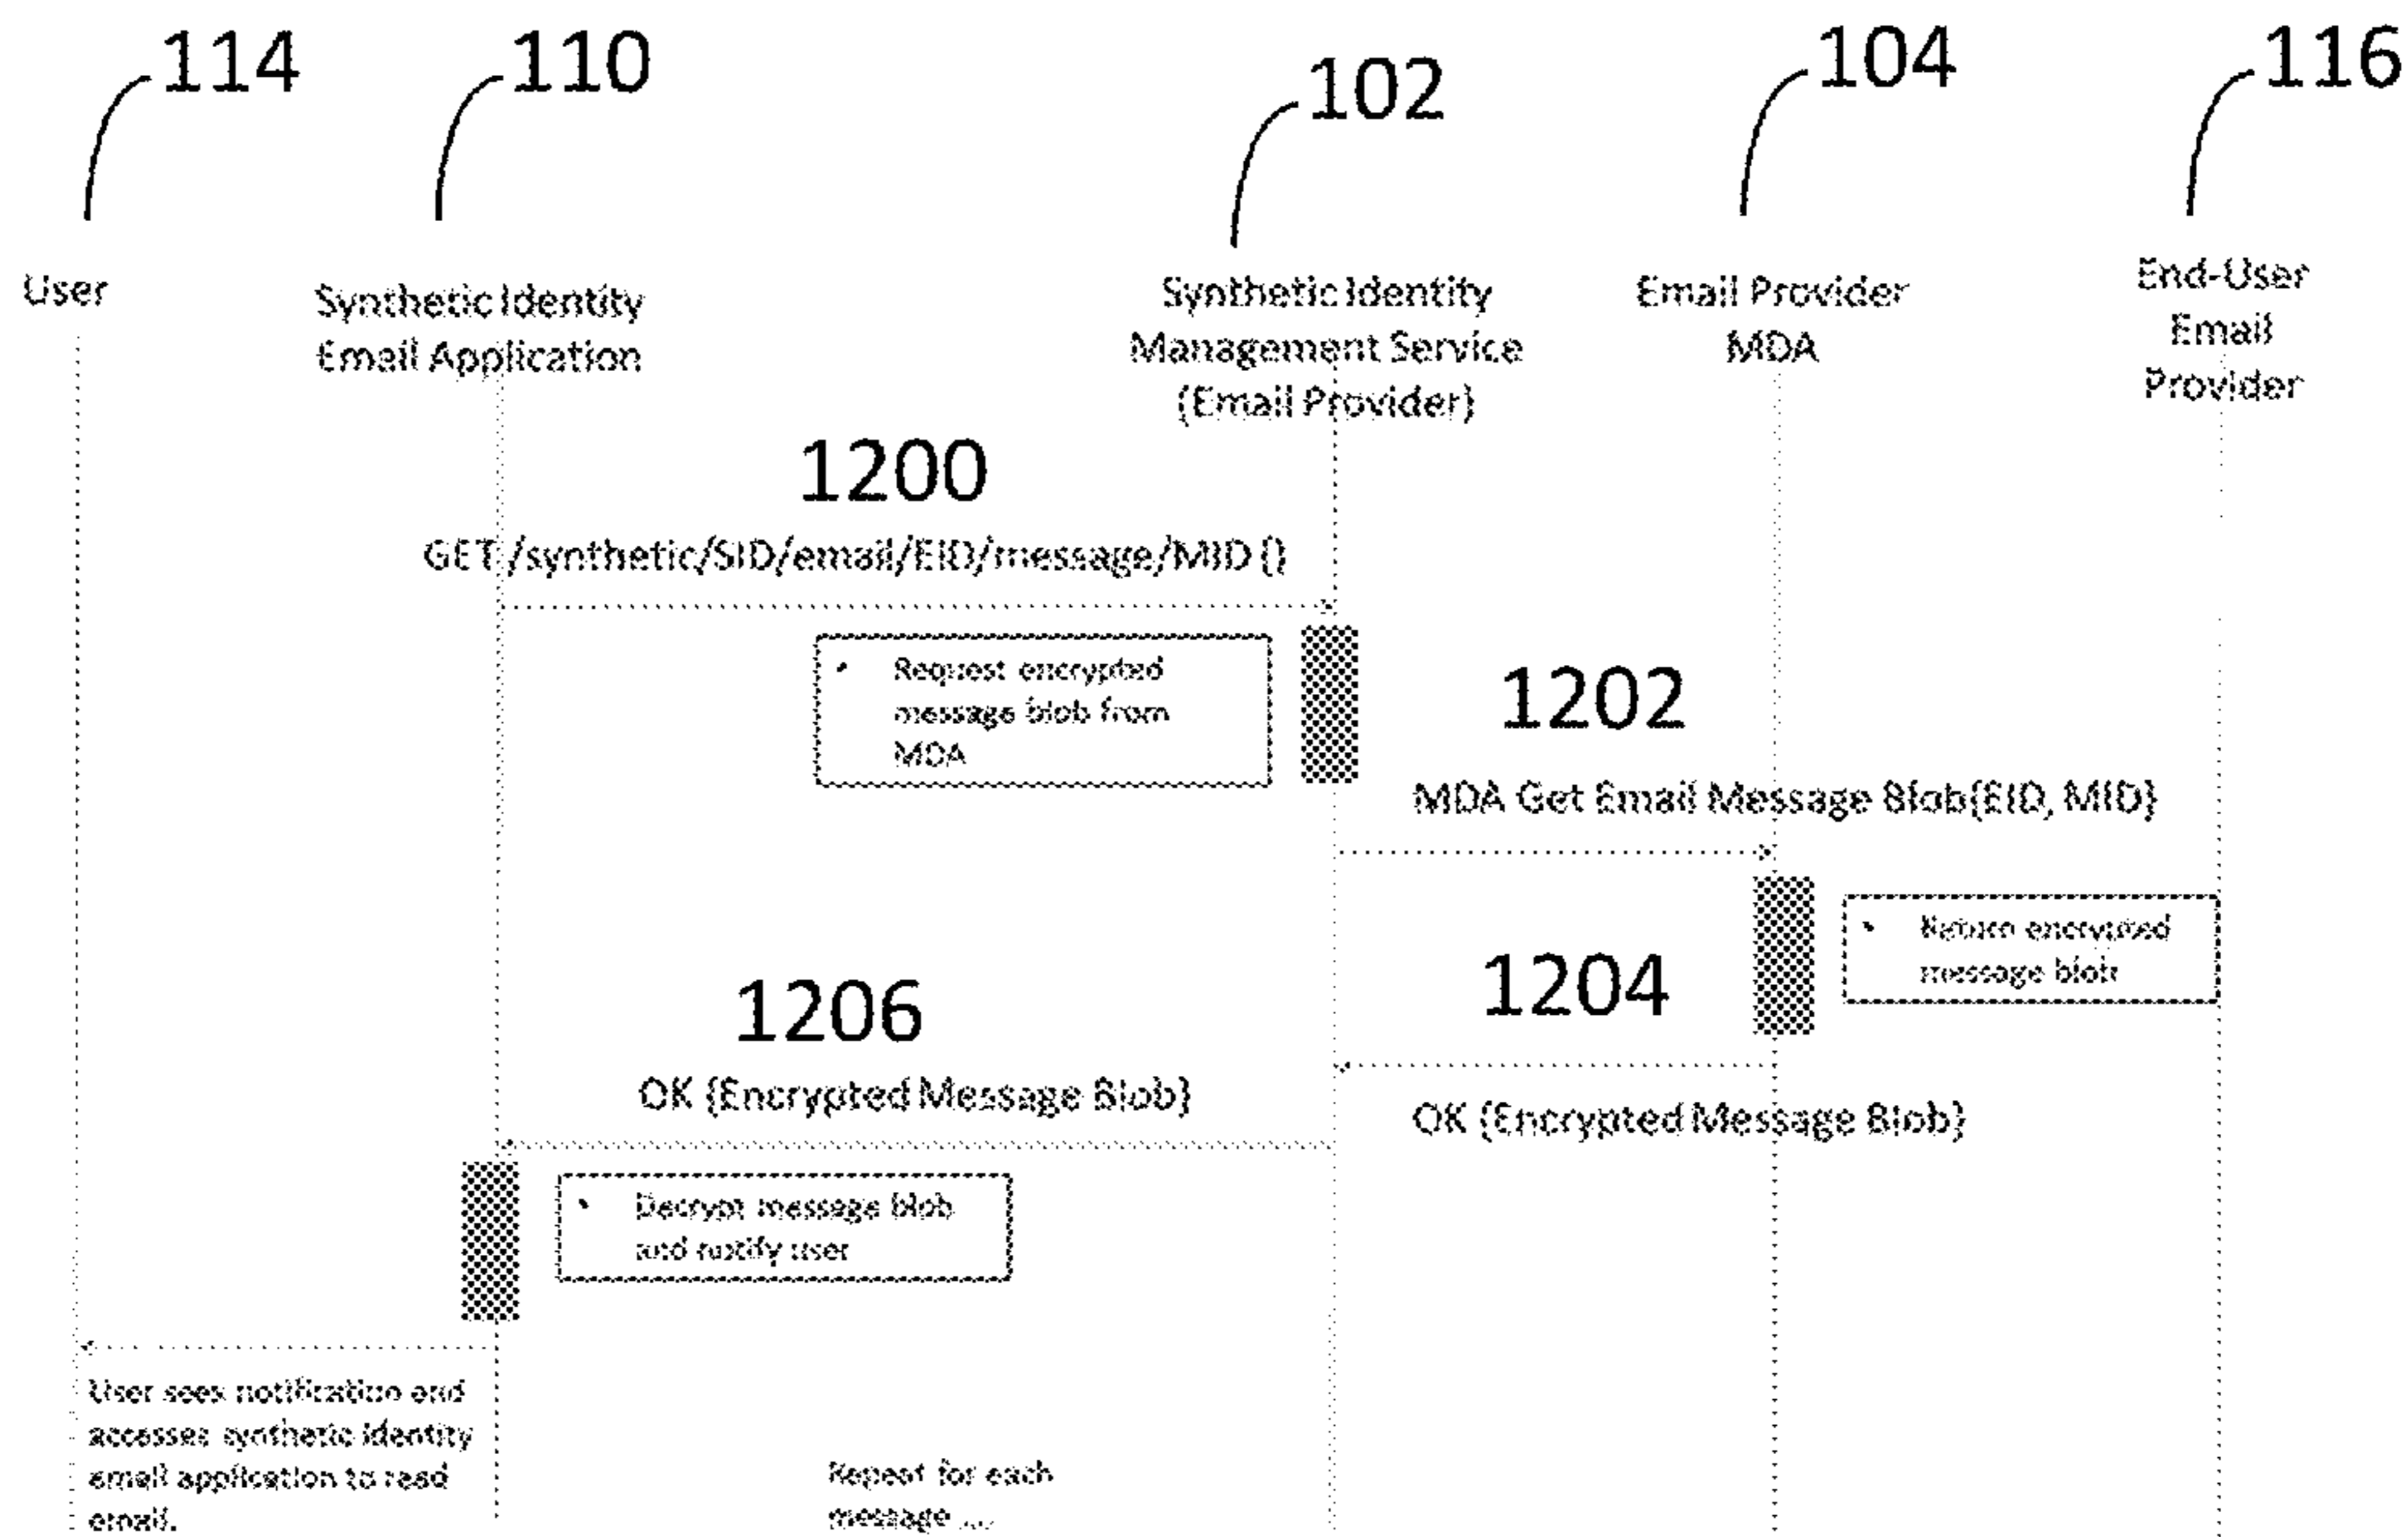 114
110
102
104
116
User
Synthetic Identity
Email Application
Synthetic Identity
Management Service
(Email Provider)
Email Provider
MDA
End-User
Email
Provider
1200
GET /synthetic/SID/email/EID/message/MID ()
Request encrypted
message blob from
MDA
1202
MDA Get Email Message Blob{EID, MID}
Return encrypted
message blob
1204
OK {Encrypted Message Blob}
1206
OK {Encrypted Message Blob}
Decrypt message blob
and notify user
User sees notification and
accesses synthetic identity
email application to read
email.
Repeat for each
message ....